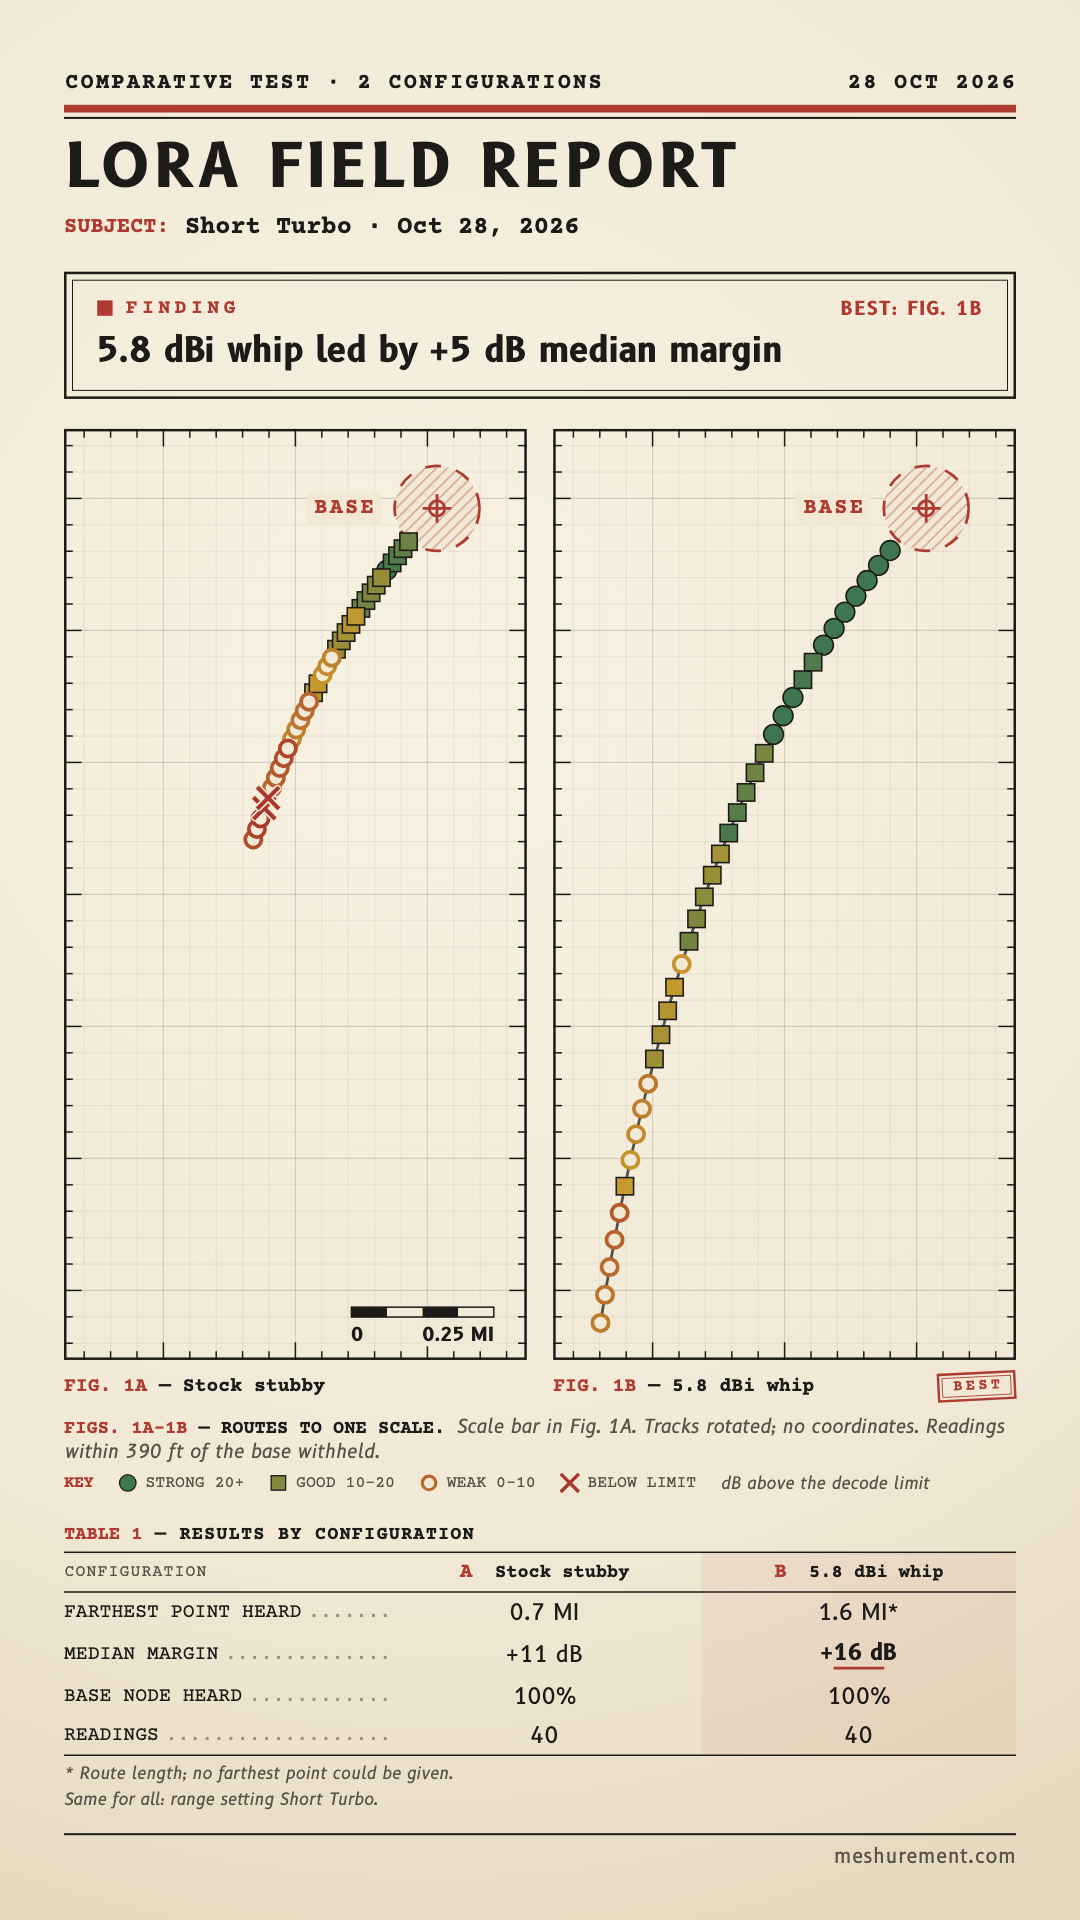 COMPARATIVE TEST · 2 CONFIGURATIONS 28 OCT 2026
LORA FIELD REPORT
SUBJECT: Short Turbo · Oct 28, 2026
FINDING BEST: FIG. 1B
5.8 dBi whip led by +5 dB median margin
BASE
BASE
0 0.25 MI
FIG. 1A — Stock stubby
FIG. 1B — 5.8 dBi whip
BEST
FIGS. 1A–1B — ROUTES TO ONE SCALE. Scale bar in Fig. 1A. Tracks rotated; no coordinates. Readings
within 390 ft of the base withheld.
KEY STRONG 20+ GOOD 10–20 WEAK 0–10 BELOW LIMIT dB above the decode limit
TABLE 1 — RESULTS BY CONFIGURATION
CONFIGURATION A Stock stubby B 5.8 dBi whip
FARTHEST POINT HEARD ....... 0.7 MI 1.6 MI*
MEDIAN MARGIN ............. +11 dB +16 dB
BASE NODE HEARD ........... 100% 100%
READINGS .................. 40 40
* Route length; no farthest point could be given.
Same for all: range setting Short Turbo.
meshurement.com